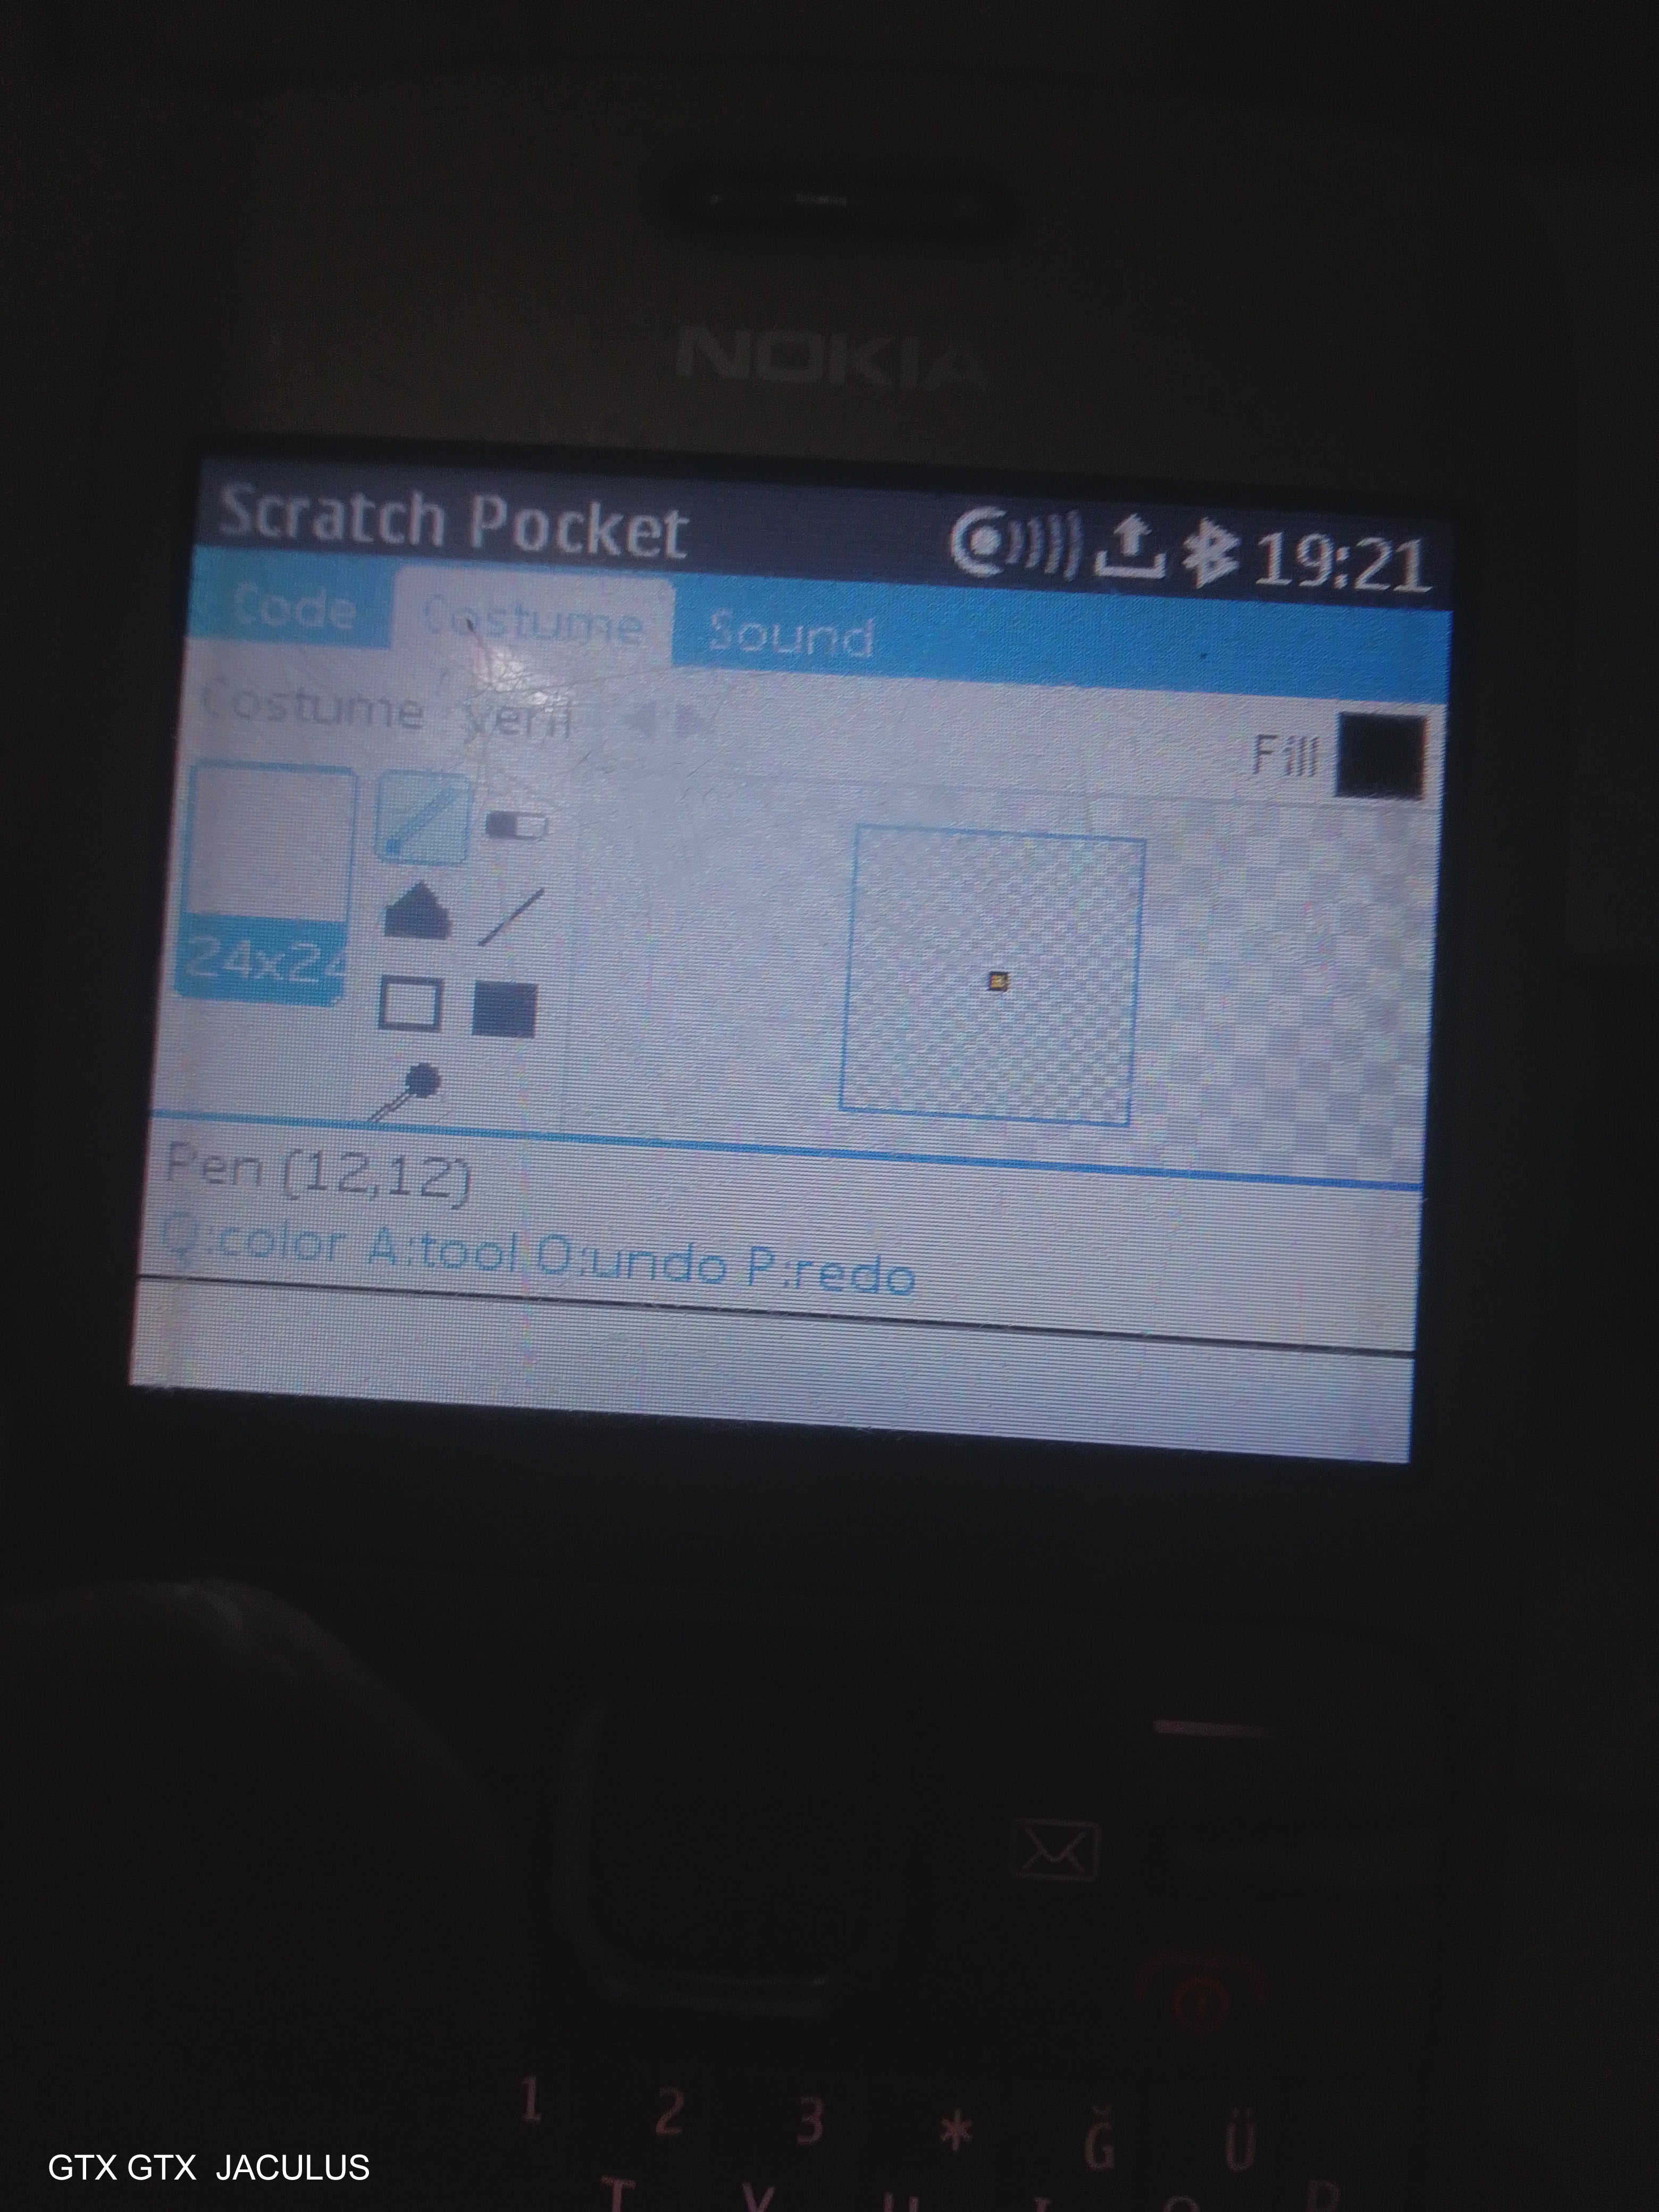 NOKIA
Scratch Pocket 19:21
Code Costume Sound
Costume yeni
Fill
24x24
Pen (12,12)
Q:color A:tool O:undo P:redo
1 2 3 * Ğ Ü
T Y U I O P
GTX GTX JACULUS